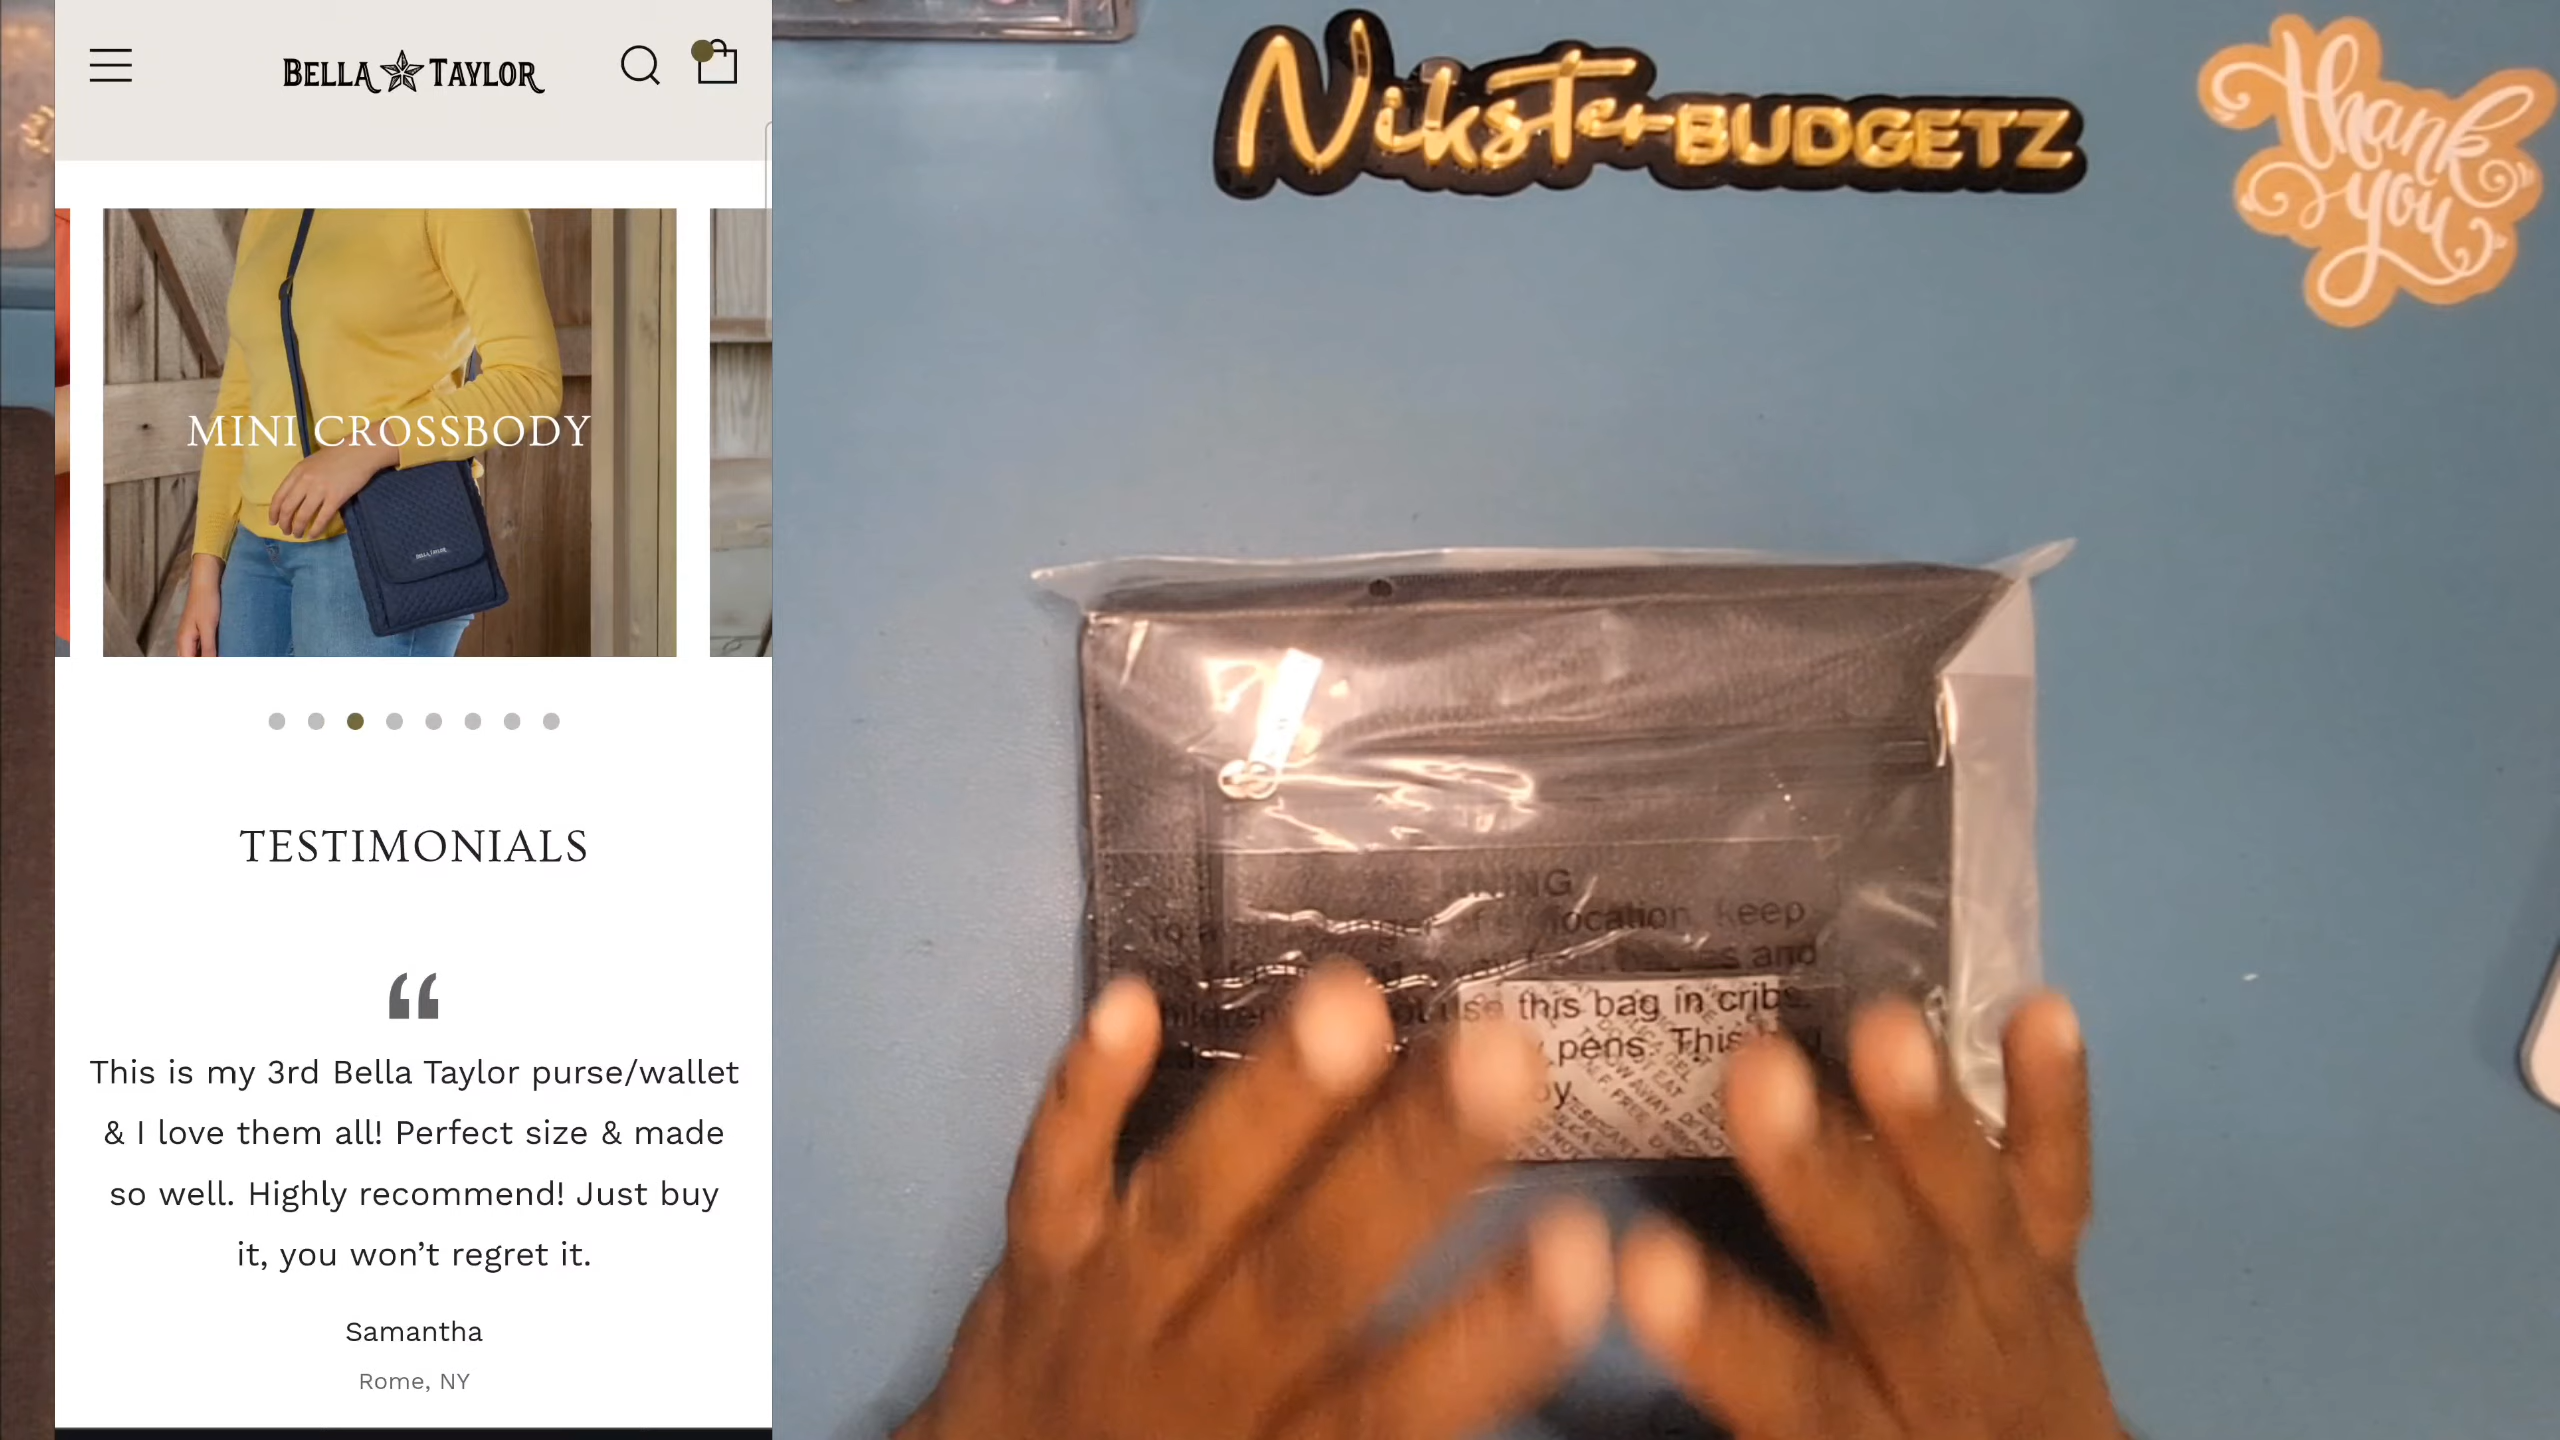 BELLA TAYLOR
MINI CROSSBODY
TESTIMONIALS
“
This is my 3rd Bella Taylor purse/wallet
& I love them all! Perfect size & made
so well. Highly recommend! Just buy
it, you won’t regret it.
Samantha
Rome, NY
Nikster BUDGETZ
thank
you
keep
and
this bag in cribs
pens. This